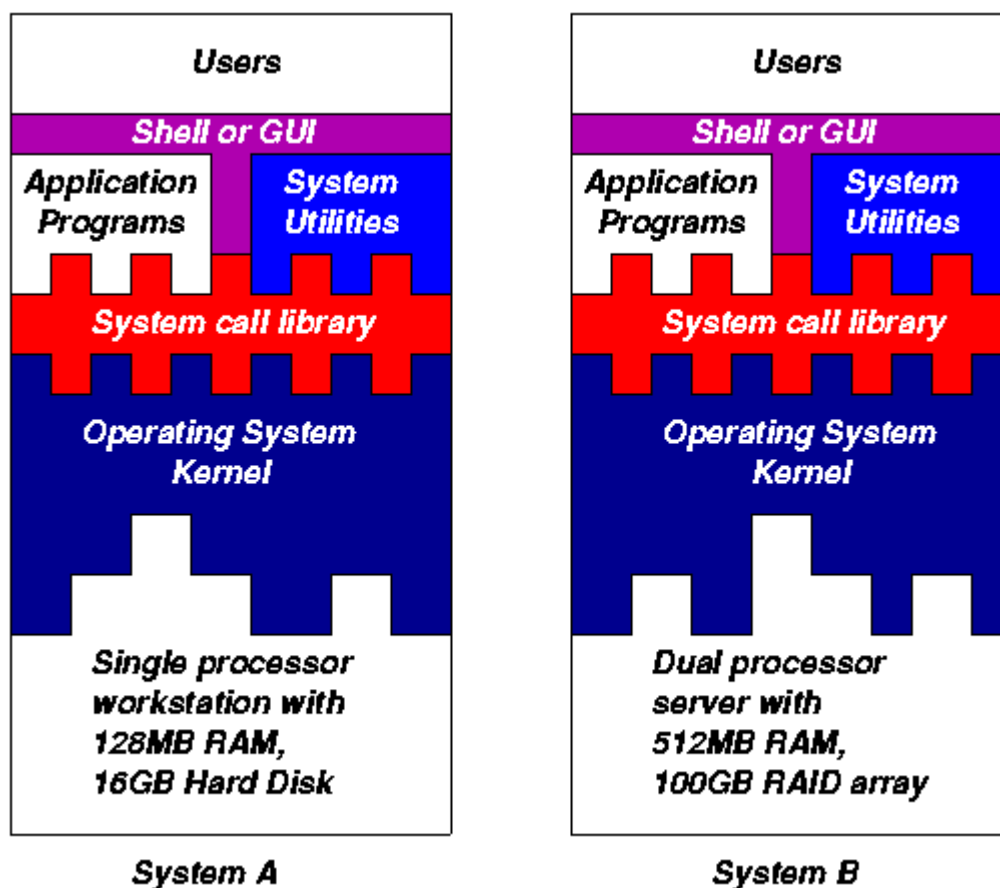 Users
Shell or GUI
Application
Programs
System
Utilities
System call library
Operating System
Kernel
Single processor
workstation with
128MB RAM,
16GB Hard Disk
System A
Users
Shell or GUI
Application
Programs
System
Utilities
System call library
Operating System
Kernel
Dual processor
server with
512MB RAM,
100GB RAID array
System B